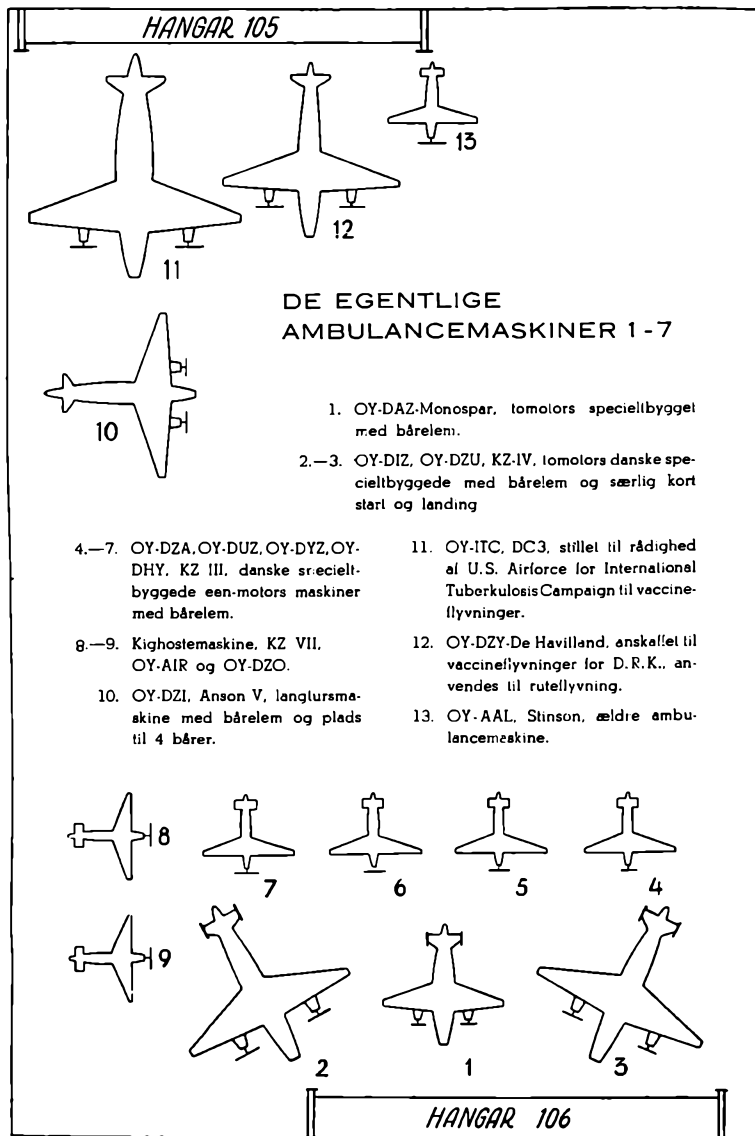 HANGAR 105
13
12
11
DE EGENTLIGE
AMBULANCEMASKINER 1-7
10
1. OY-DAZ-Monospar, tomotors specieltbygget
med bårelem.
2.—3. OY-DIZ, OY-DZU, KZ-IV, tomotors danske spe-
cieltbyggede med bårelem og særlig kort
start og landing
4.—7. OY-DZA, OY-DUZ, OY-DYZ, OY-
DHY, KZ III, danske specielt-
byggede een-motors maskiner
med bårelem.
8.—9. Kighostemaskine, KZ VII,
OY-AIR og OY-DZO.
10. OY-DZI, Anson V, langtursma-
skine med bårelem og plads
til 4 bårer.
11. OY-ITC, DC3, stillet til rådighed
af U.S. Airforce for International
Tuberkulosis Campaign til vaccine-
flyvninger.
12. OY-DZY-De Havilland, anskaffet til
vaccineflyvninger for D.R.K., an-
vendes til ruteflyvning.
13. OY-AAL, Stinson, ældre ambu-
lancemaskine.
8
7
6
5
4
9
2
1
3
HANGAR 106